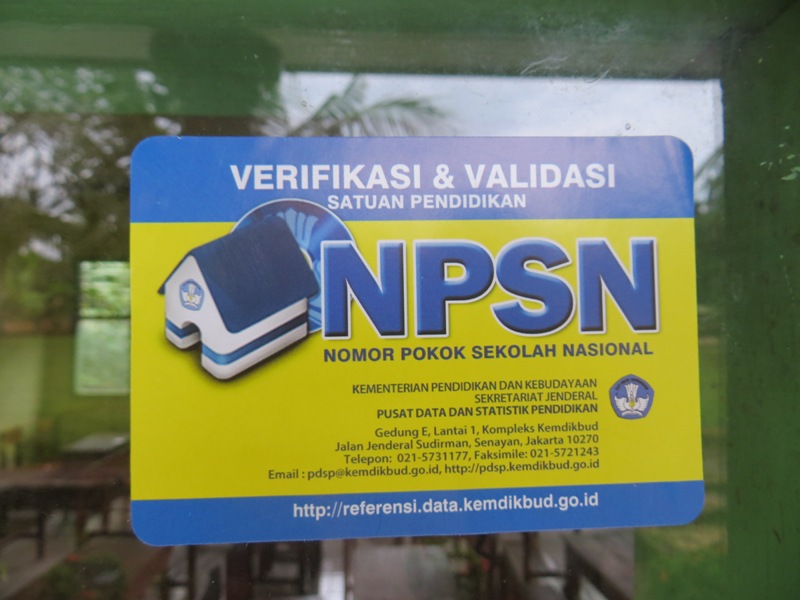 VERIFIKASI & VALIDASI
SATUAN PENDIDIKAN
NPSN
NOMOR POKOK SEKOLAH NASIONAL
KEMENTERIAN PENDIDIKAN DAN KEBUDAYAAN
SEKRETARIAT JENDERAL
PUSAT DATA DAN STATISTIK PENDIDIKAN
Gedung E, Lantai 1, Kompleks Kemdikbud
Jalan Jenderal Sudirman, Senayan, Jakarta 10270
Telepon: 021-5731177, Faksimile: 021-5721243
Email : pdsp@kemdikbud.go.id, http://pdsp.kemdikbud.go.id
http://referensi.data.kemdikbud.go.id